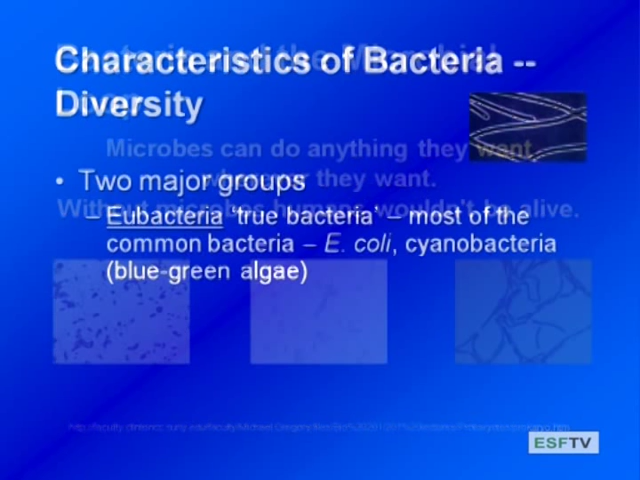 Characteristics of Bacteria --
Diversity
Microbes can do anything they want
they want.
• Two major groups
Without microbes humans wouldn't be alive.
– Eubacteria ‘true bacteria’ – most of the
common bacteria – E. coli, cyanobacteria
(blue-green algae)
ESFTV